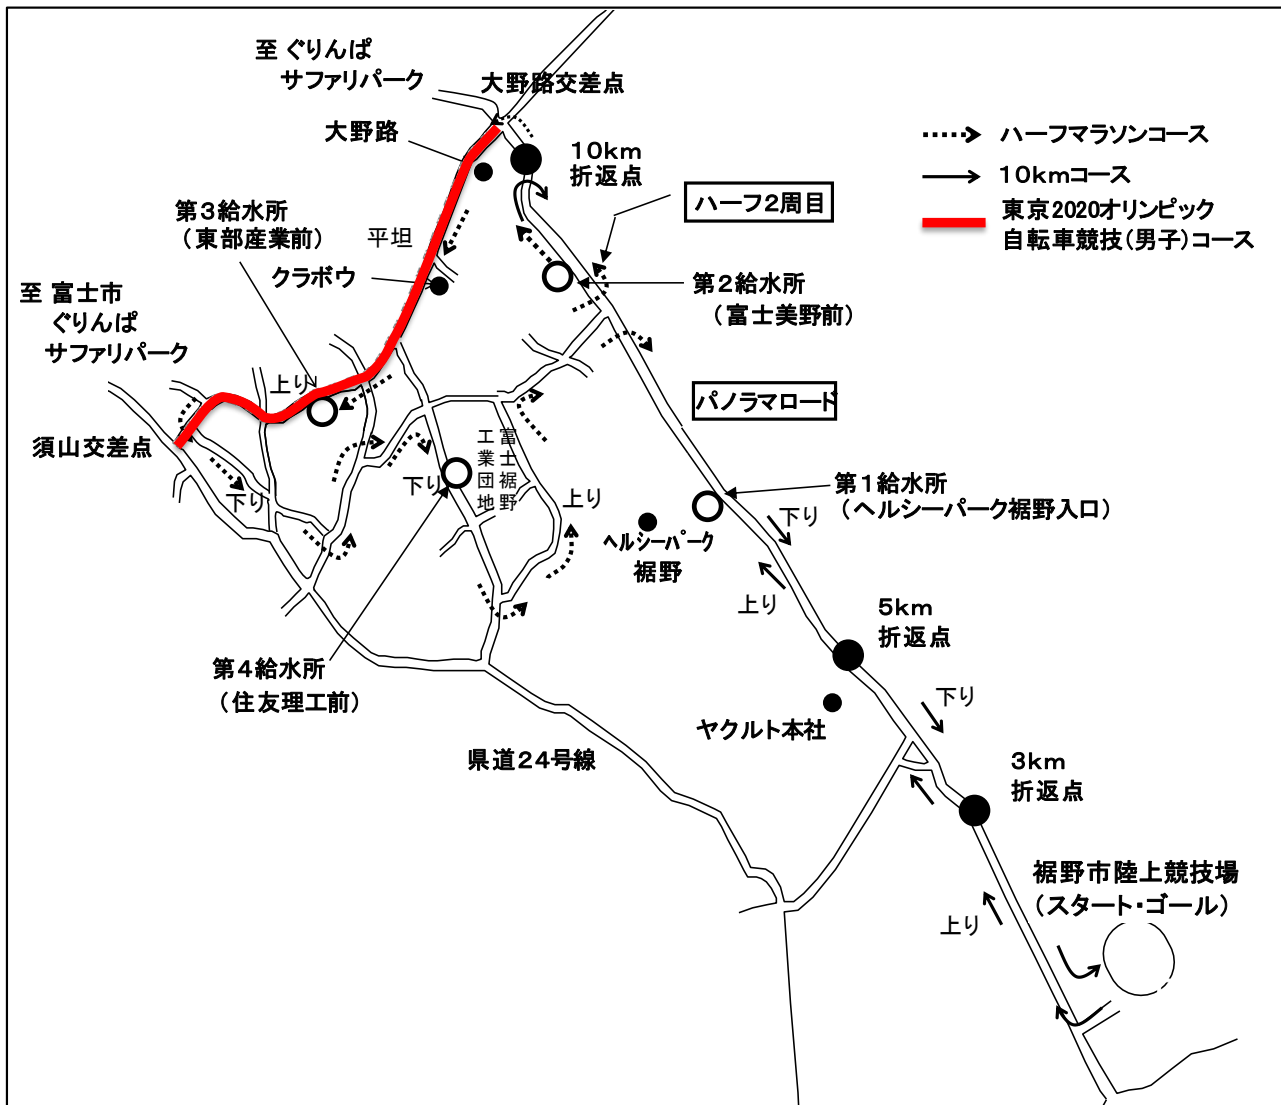 至 ぐりんぱ
サファリパーク
大野路交差点
大野路
10km
折返点
ハーフマラソンコース
10kmコース
東京2020オリンピック
自転車競技(男子)コース
ハーフ2周目
第3給水所
(東部産業前)
平坦
クラボウ
第2給水所
(富士美野前)
至 富士市
ぐりんぱ
サファリパーク
上り
パノラマロード
須山交差点
富士裾野
工業団地
下り
下り
上り
第1給水所
(ヘルシーパーク裾野入口)
下り
ヘルシーパーク
裾野
上り
5km
折返点
第4給水所
(住友理工前)
下り
ヤクルト本社
県道24号線
3km
折返点
裾野市陸上競技場
(スタート・ゴール)
上り